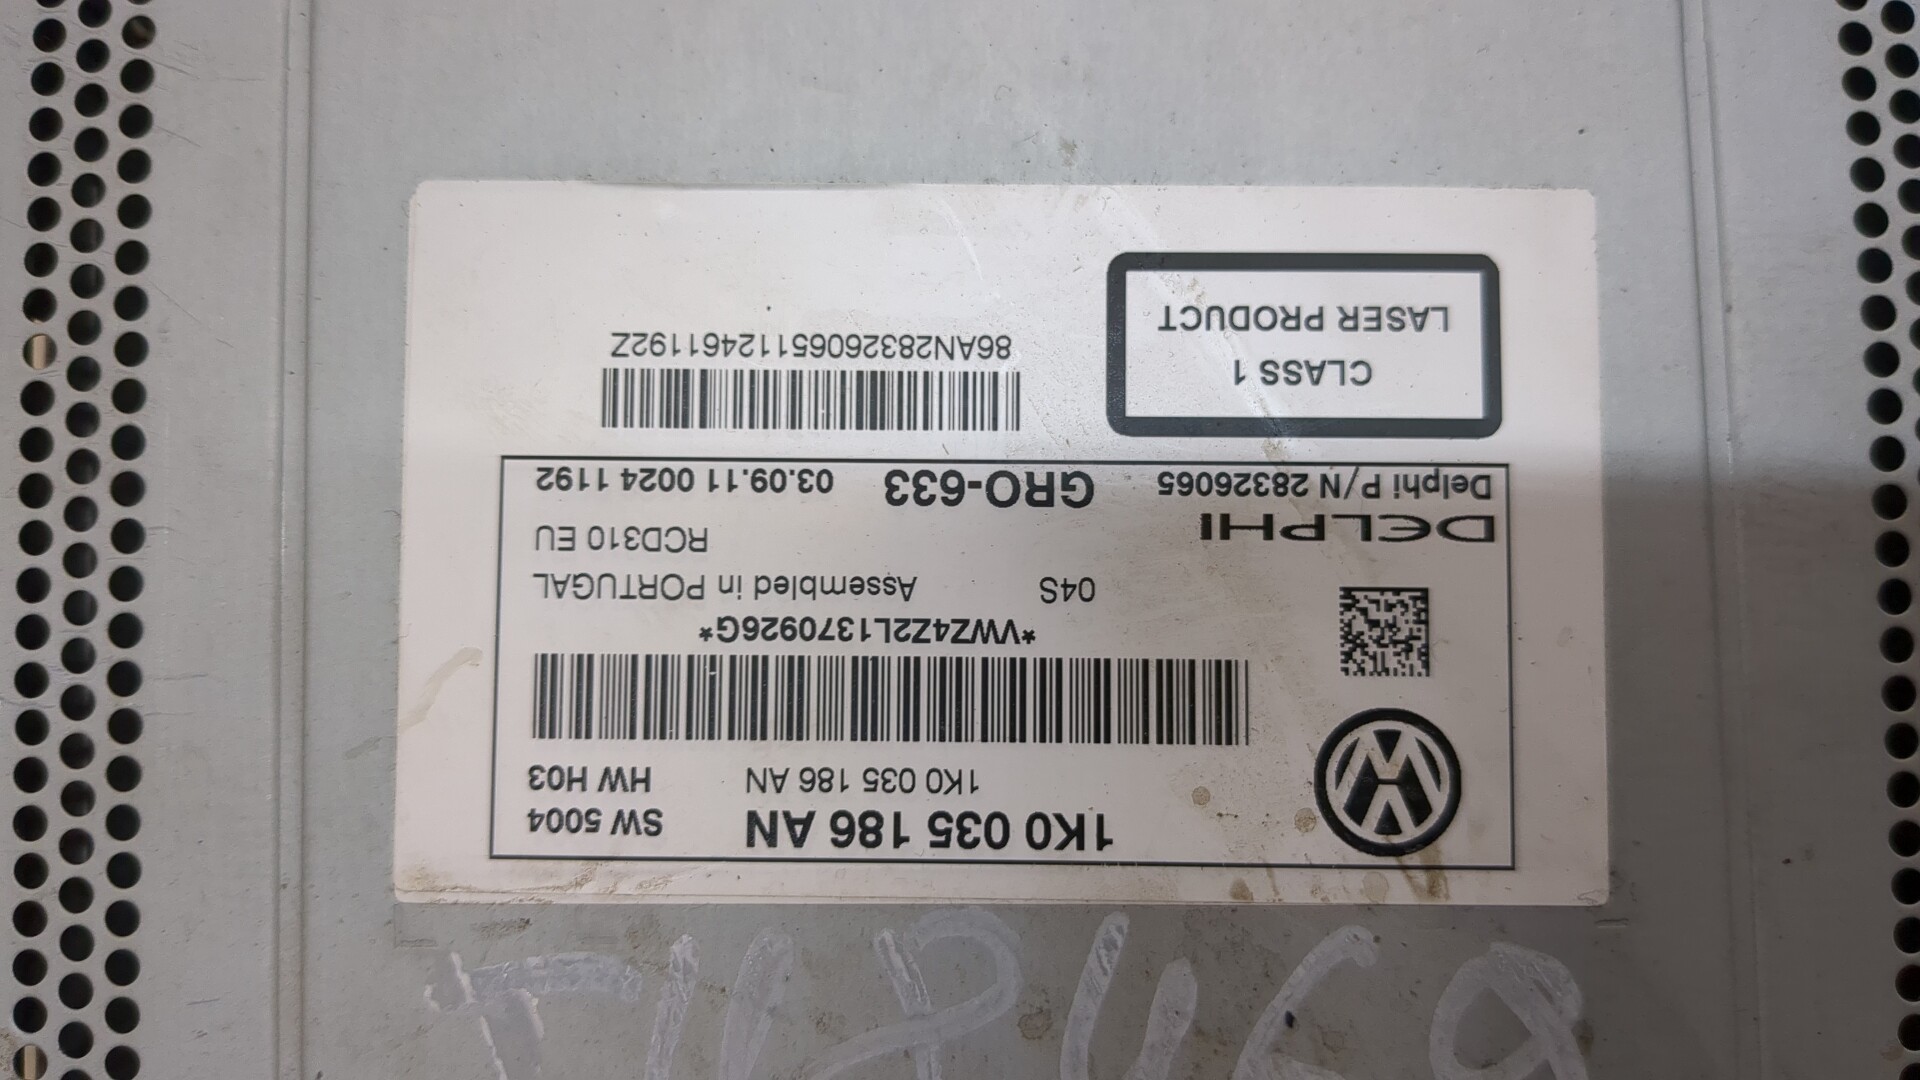 1K0 035 186 AN SW 5004
1K0 035 186 AN HW H03
*VWZ4Z2L1370926G*
04S Assembled in PORTUGAL
DELPHI RCD310 EU
Delphi P/N 28326065 GRO-633 03.09.11 0024 1192
CLASS 1
LASER PRODUCT
86AN28326065112461192Z